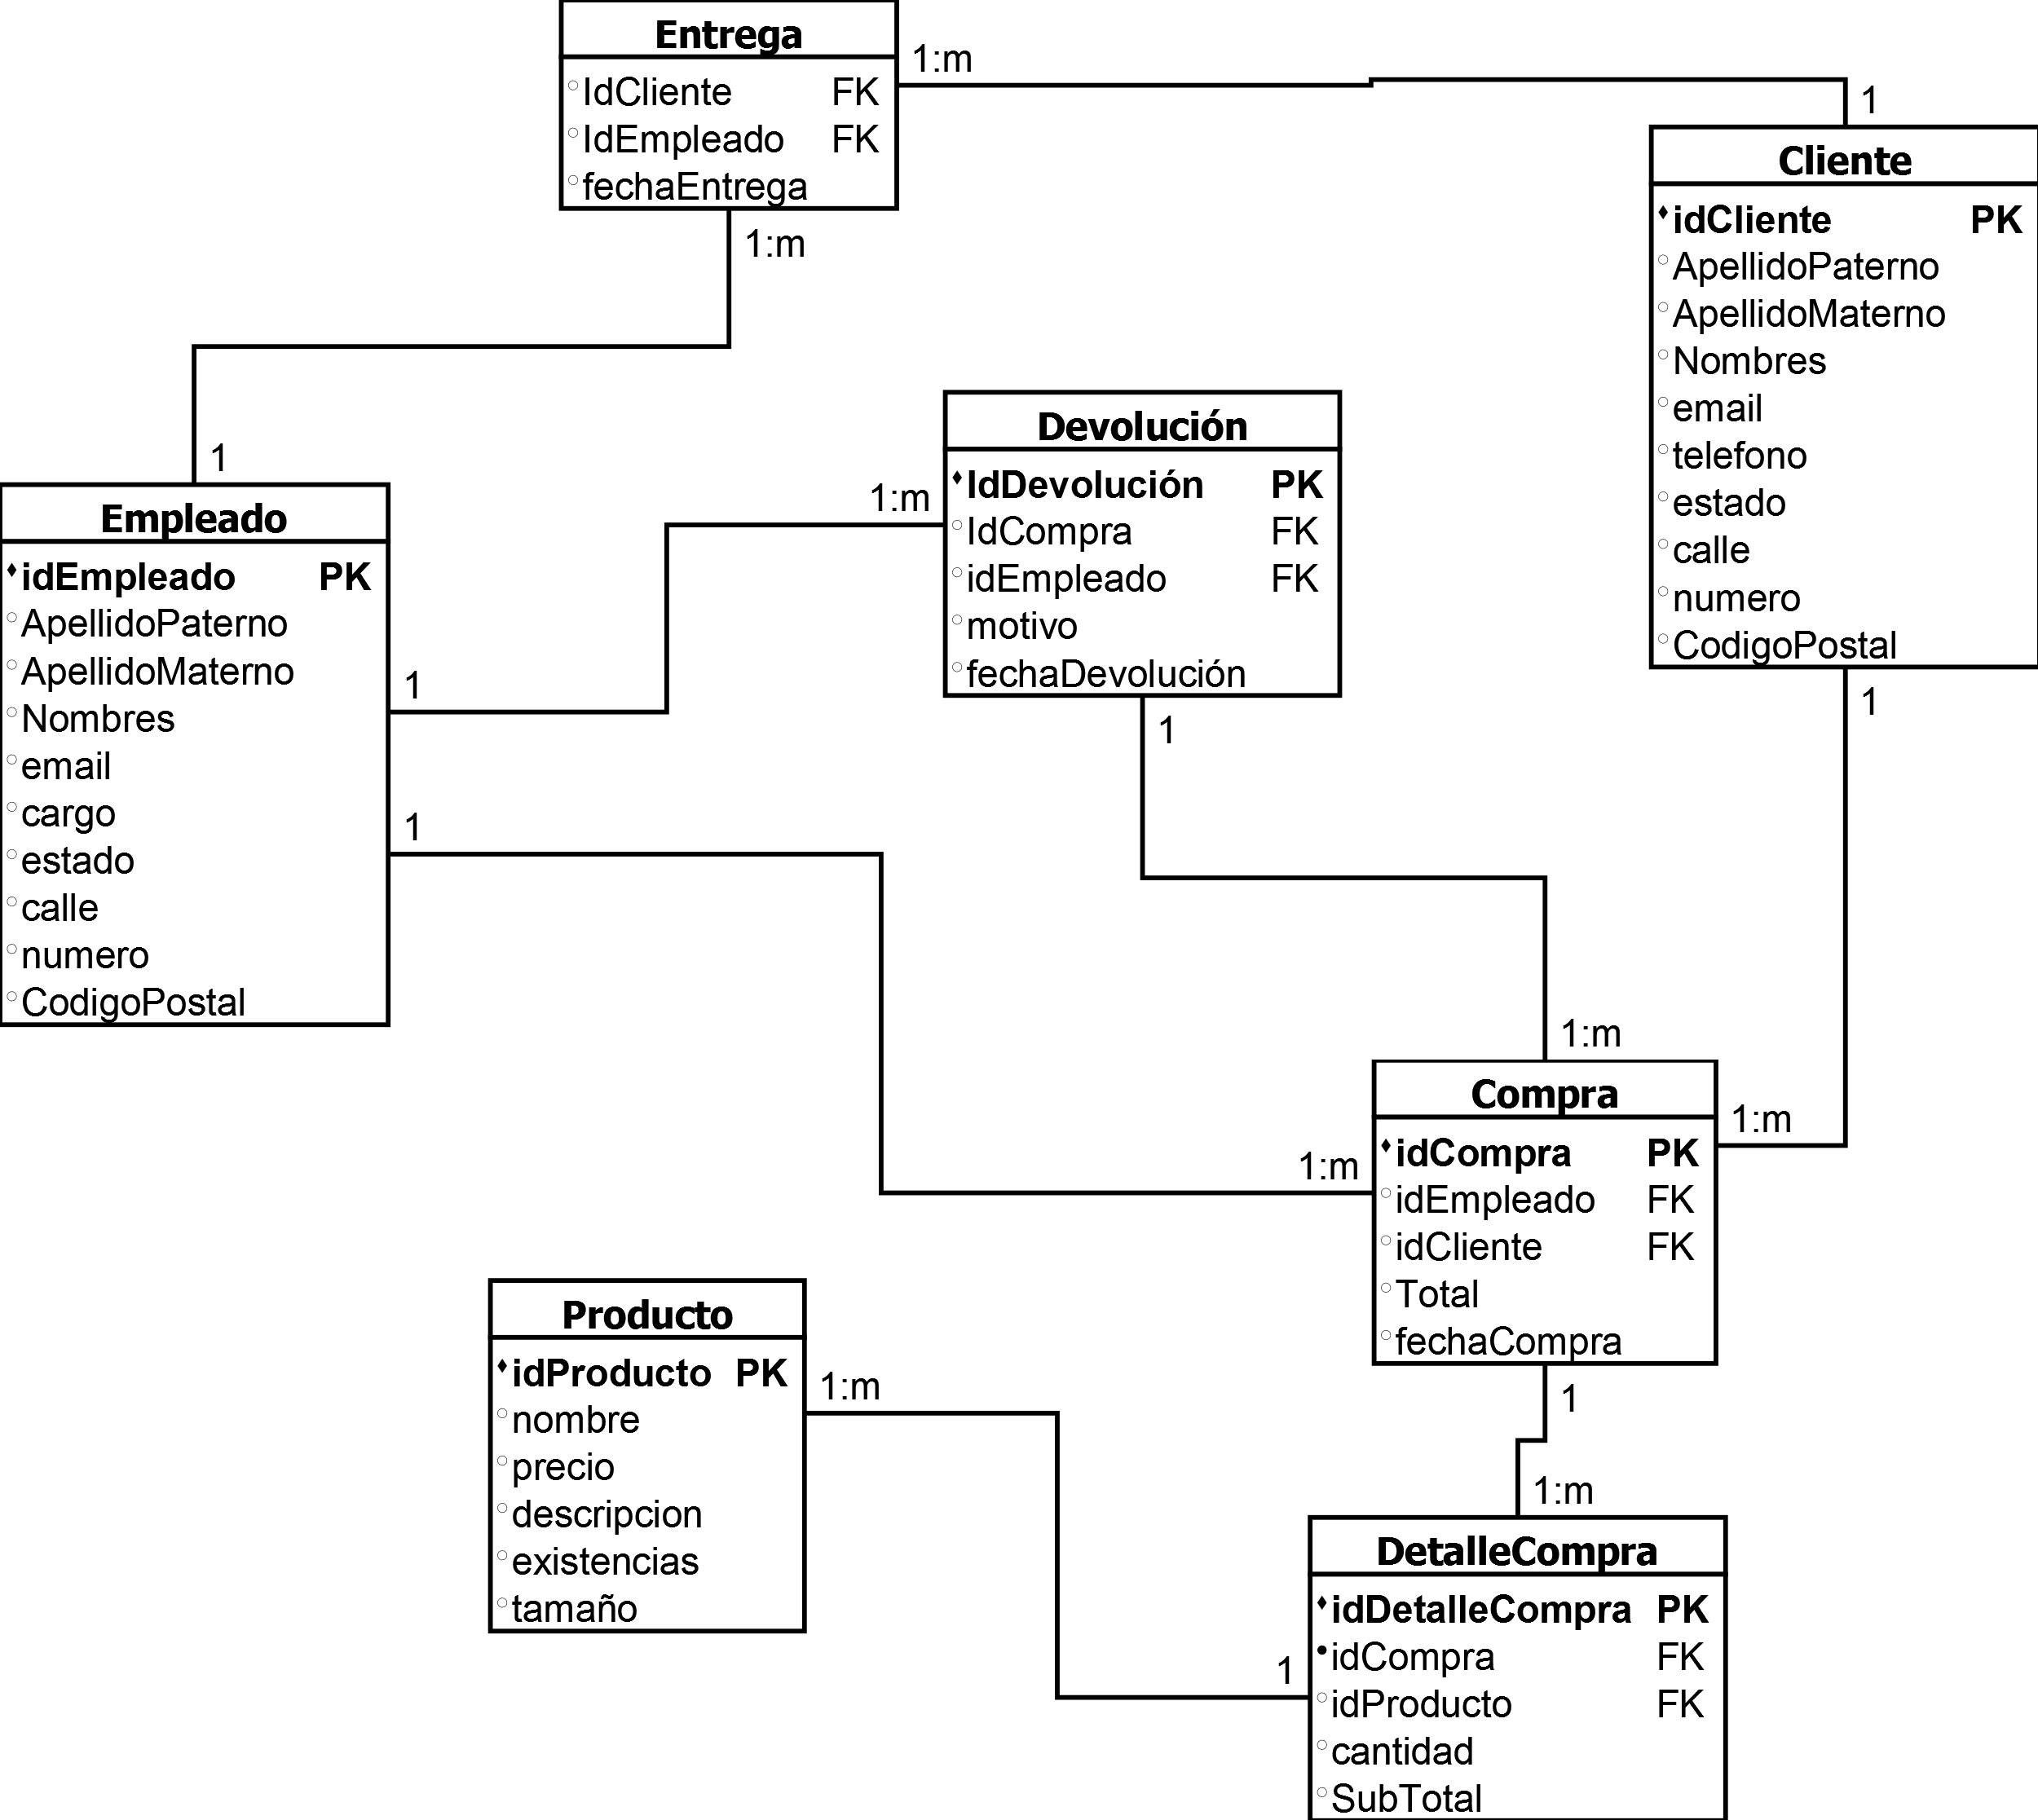 Entrega
IdCliente FK
IdEmpleado FK
fechaEntrega
1:m
1
1:m
1
Cliente
idCliente PK
ApellidoPaterno
ApellidoMaterno
Nombres
email
telefono
estado
calle
numero
CodigoPostal
1
Devolución
IdDevolución PK
IdCompra FK
idEmpleado FK
motivo
fechaDevolución
1:m
1
Empleado
idEmpleado PK
ApellidoPaterno
ApellidoMaterno
Nombres
email
cargo
estado
calle
numero
CodigoPostal
1
1
1:m
1:m
1:m
Compra
idCompra PK
idEmpleado FK
idCliente FK
Total
fechaCompra
1
Producto
idProducto PK
nombre
precio
descripcion
existencias
tamaño
1:m
1:m
1
DetalleCompra
idDetalleCompra PK
idCompra FK
idProducto FK
cantidad
SubTotal